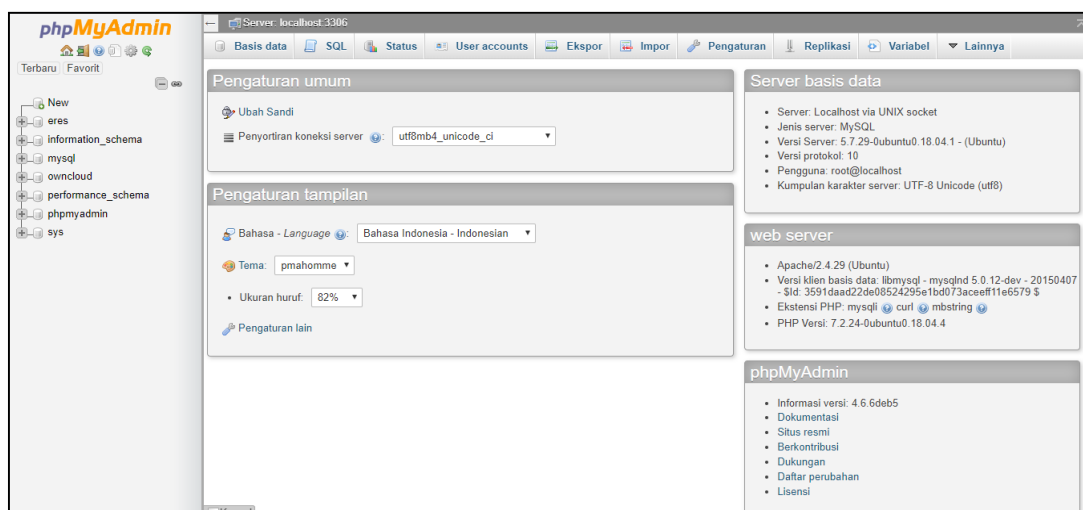 phpMyAdmin
Terbaru Favorit
New
eres
information_schema
mysql
owncloud
performance_schema
phpmyadmin
sys
Server: localhost:3306
Basis data SQL Status User accounts Ekspor Impor Pengaturan Replikasi Variabel Lainnya
Pengaturan umum
Ubah Sandi
Penyortiran koneksi server : utf8mb4_unicode_ci
Pengaturan tampilan
Bahasa - Language : Bahasa Indonesia - Indonesian
Tema: pmahomme
Ukuran huruf: 82%
Pengaturan lain
Server basis data
Server: Localhost via UNIX socket
Jenis server: MySQL
Versi Server: 5.7.29-0ubuntu0.18.04.1 - (Ubuntu)
Versi protokol: 10
Pengguna: root@localhost
Kumpulan karakter server: UTF-8 Unicode (utf8)
web server
Apache/2.4.29 (Ubuntu)
Versi klien basis data: libmysql - mysqlnd 5.0.12-dev - 20150407
- $Id: 3591daad22de08524295e1bd073aceeff11e6579 $
Ekstensi PHP: mysqli curl mbstring
PHP Versi: 7.2.24-0ubuntu0.18.04.4
phpMyAdmin
Informasi versi: 4.6.6deb5
Dokumentasi
Situs resmi
Berkontribusi
Dukungan
Daftar perubahan
Lisensi